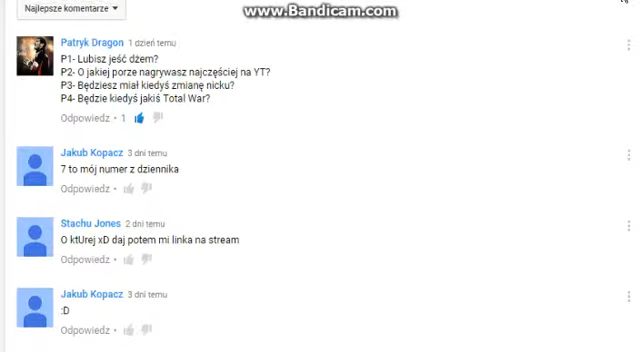 www.Bandicam.com
Najlepsze komentarze
Patryk Dragon 1 dzień temu
P1- Lubisz jeść dżem?
P2- O jakiej porze nagrywasz najczęściej na YT?
P3- Będziesz miał kiedyś zmianę nicku?
P4- Będzie kiedyś jakiś Total War?
Odpowiedz • 1
Jakub Kopacz 3 dni temu
7 to mój numer z dziennika
Odpowiedz •
Stachu Jones 2 dni temu
O ktUrej xD daj potem mi linka na stream
Odpowiedz •
Jakub Kopacz 3 dni temu
:D
Odpowiedz •